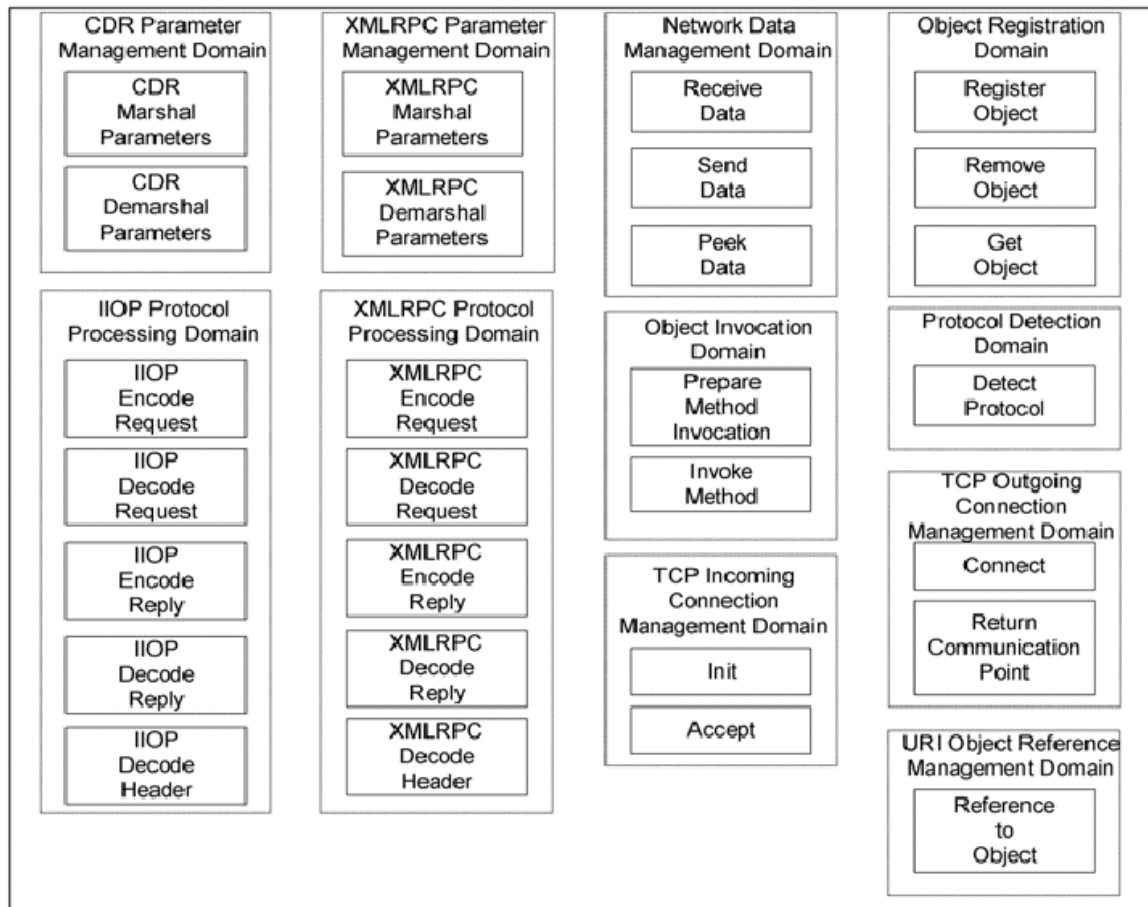 CDR Parameter
Management Domain
CDR
Marshal
Parameters
CDR
Demarshal
Parameters
IIOP Protocol
Processing Domain
IIOP
Encode
Request
IIOP
Decode
Request
IIOP
Encode
Reply
IIOP
Decode
Reply
IIOP
Decode
Header
XMLRPC Parameter
Management Domain
XMLRPC
Marshal
Parameters
XMLRPC
Demarshal
Parameters
XMLRPC Protocol
Processing Domain
XMLRPC
Encode
Request
XMLRPC
Decode
Request
XMLRPC
Encode
Reply
XMLRPC
Decode
Reply
XMLRPC
Decode
Header
Network Data
Management Domain
Receive
Data
Send
Data
Peek
Data
Object Invocation
Domain
Prepare
Method
Invocation
Invoke
Method
TCP Incoming
Connection
Management Domain
Init
Accept
Object Registration
Domain
Register
Object
Remove
Object
Get
Object
Protocol Detection
Domain
Detect
Protocol
TCP Outgoing
Connection
Management Domain
Connect
Return
Communication
Point
URI Object Reference
Management Domain
Reference
to
Object